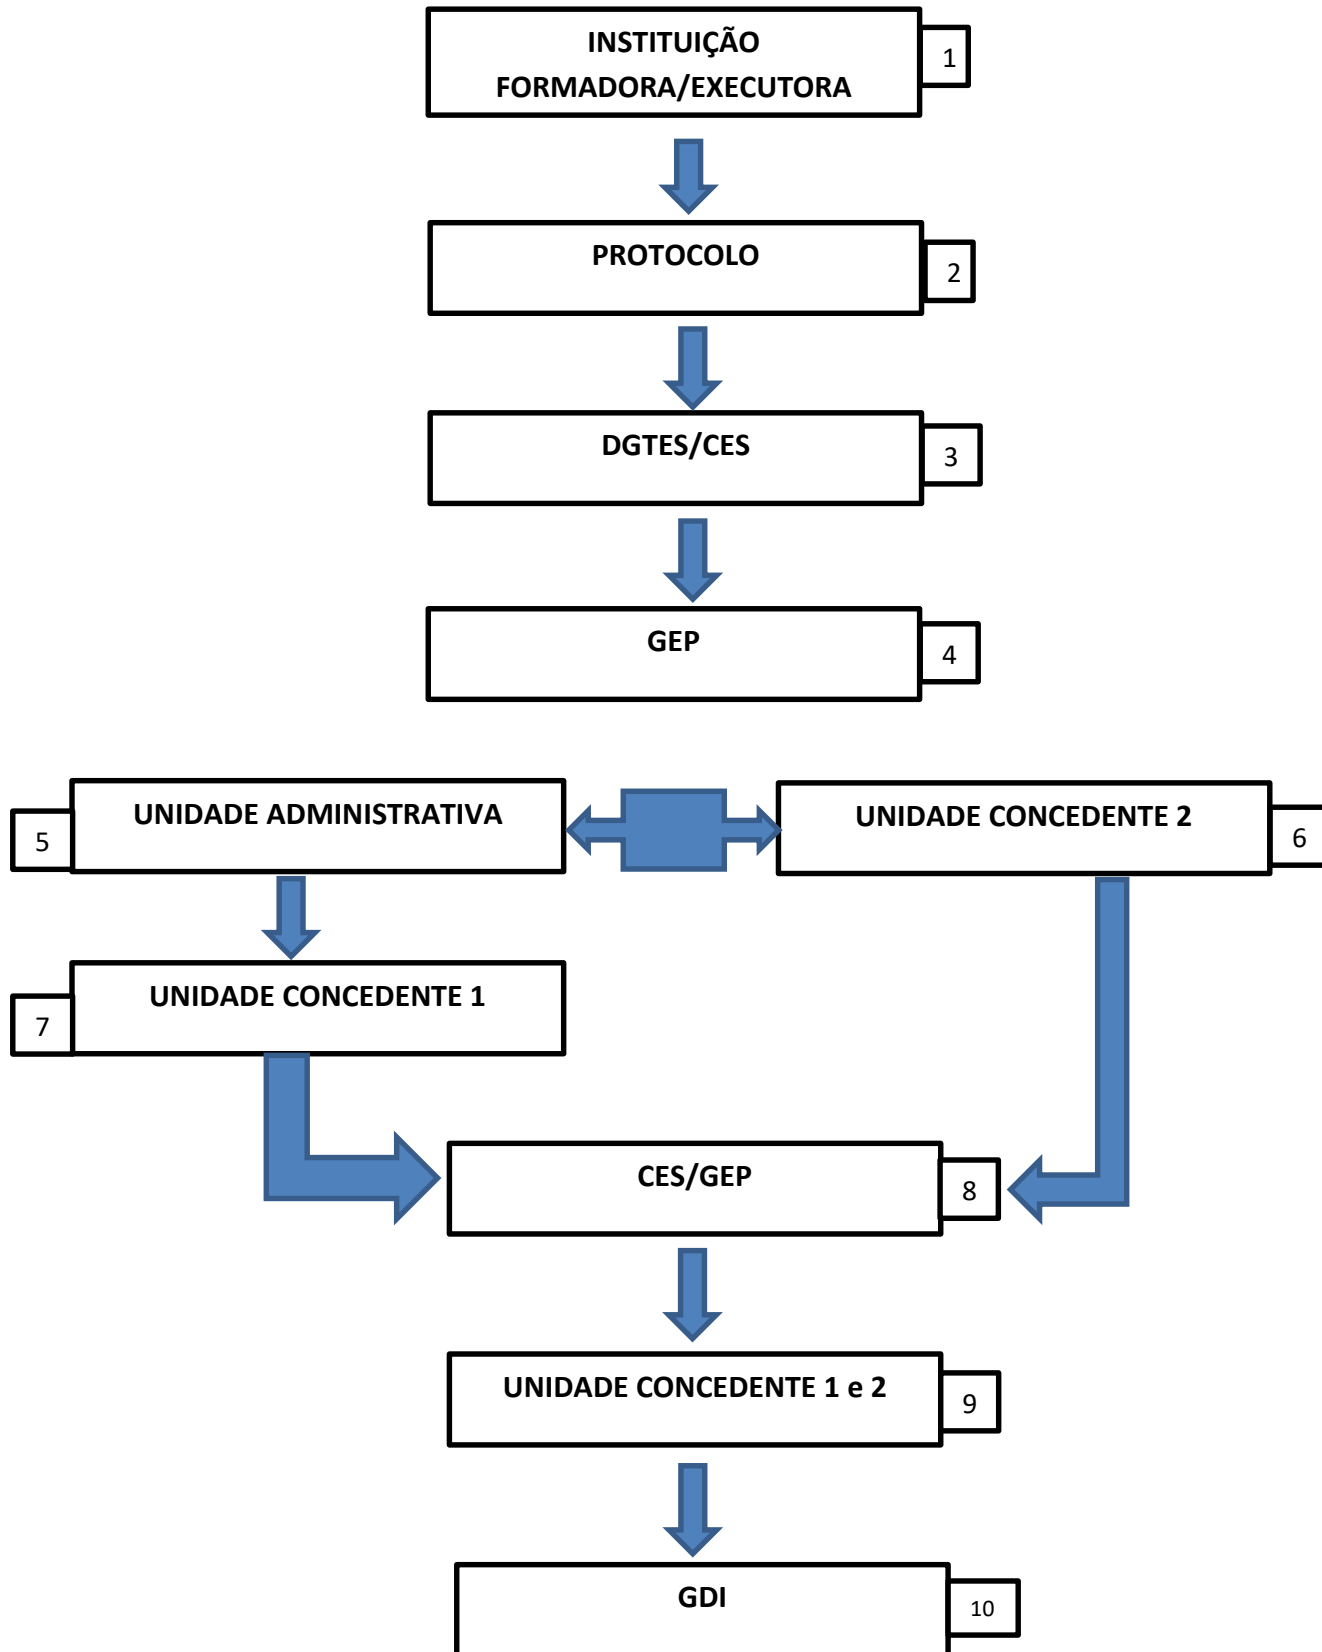 INSTITUIÇÃO
FORMADORA/EXECUTORA
1
PROTOCOLO
2
DGTES/CES
3
GEP
4
UNIDADE ADMINISTRATIVA
5
UNIDADE CONCEDENTE 2
6
UNIDADE CONCEDENTE 1
7
CES/GEP
8
UNIDADE CONCEDENTE 1 e 2
9
GDI
10